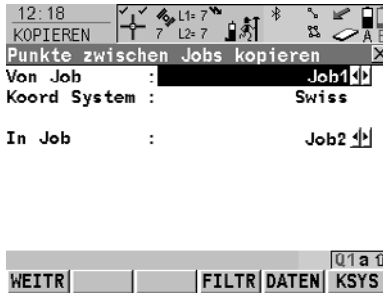 12:18
KOPIEREN
7 L1= 7
L2= 7
A B
Punkte zwischen Jobs kopieren X
Von Job : Job1
Koord System : Swiss
In Job : Job2
Q1a⇧
WEITR FILTR DATEN KSYS